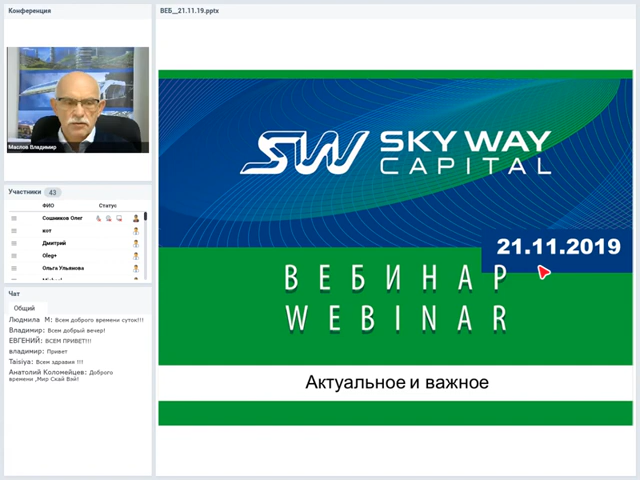 Конференция
Маслов Владимир
Участники 43
ФИО Статус
Сошников Олег
кот
Дмитрий
Oleg+
Ольга Ульянова
Чат
Общий
Людмила М: Всем доброго времени суток!!!
Владимир: Всем добрый вечер!
ЕВГЕНИЙ: ВСЕМ ПРИВЕТ!!!
владимир: Привет
Taisiya: Всем здравия !!!
Анатолий Коломейцев: Доброго
времени ,Мир Скай Вэй!
ВЕБ__21.11.19.pptx
SW SKY WAY
CAPITAL
21.11.2019
ВЕБИНАР
WEBINAR
Актуальное и важное